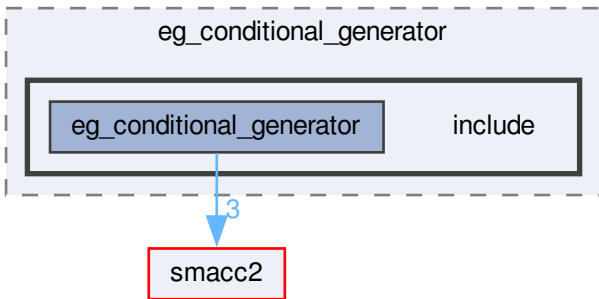 eg_conditional_generator
eg_conditional_generator include
3
smacc2